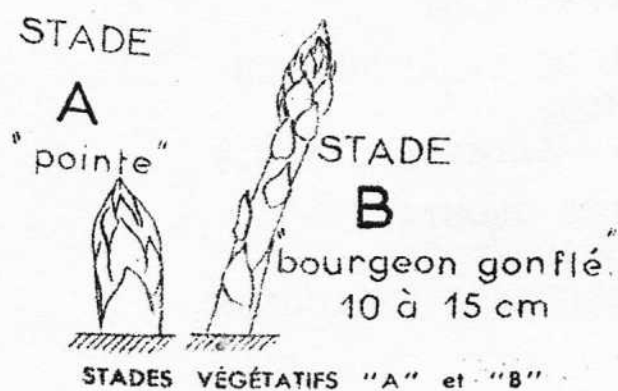 STADE
A
"pointe"
STADE
B
"bourgeon gonflé."
10 à 15 cm
STADES VÉGÉTATIFS "A" et "B"